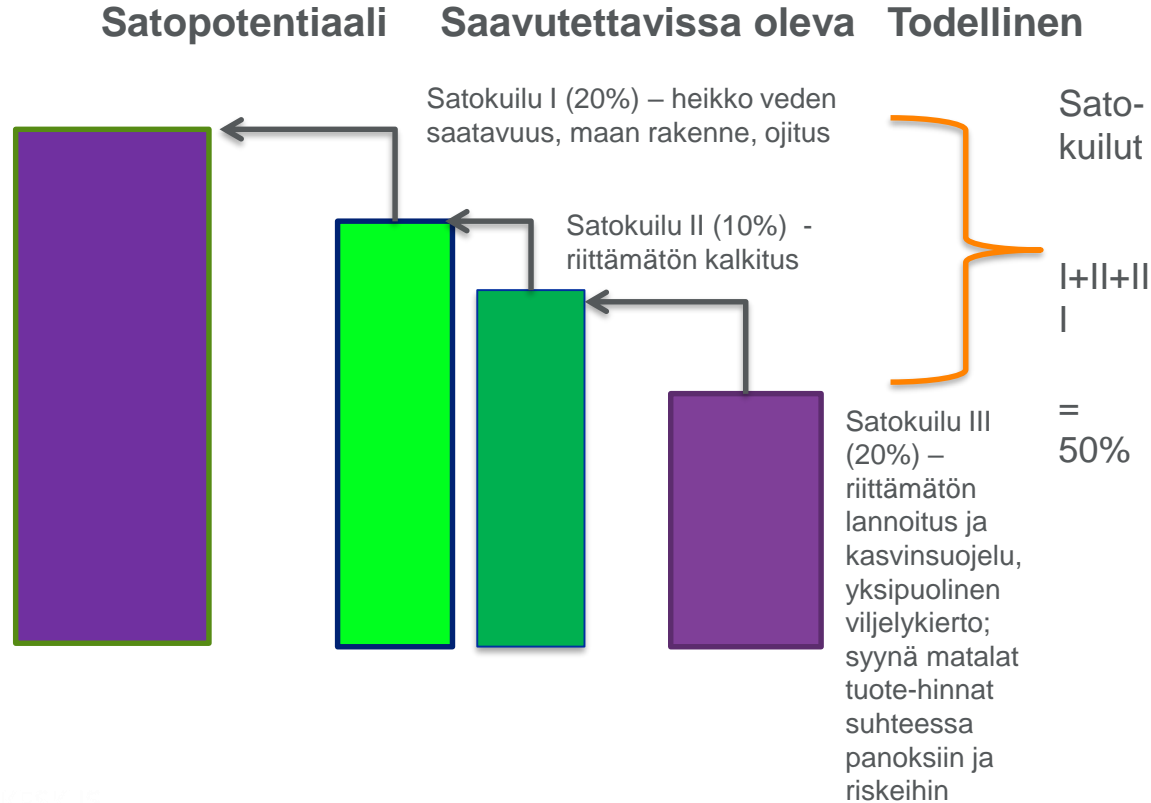 Satopotentiaali Saavutettavissa oleva Todellinen
Satokuilu I (20%) – heikko veden
saatavuus, maan rakenne, ojitus
Satokuilu II (10%) -
riittämätön kalkitus
Satokuilu III
(20%) –
riittämätön
lannoitus ja
kasvinsuojelu,
yksipuolinen
viljelykierto;
syynä matalat
tuote-hinnat
suhteessa
panoksiin ja
riskeihin
Sato-
kuilut
I+II+II
I
=
50%